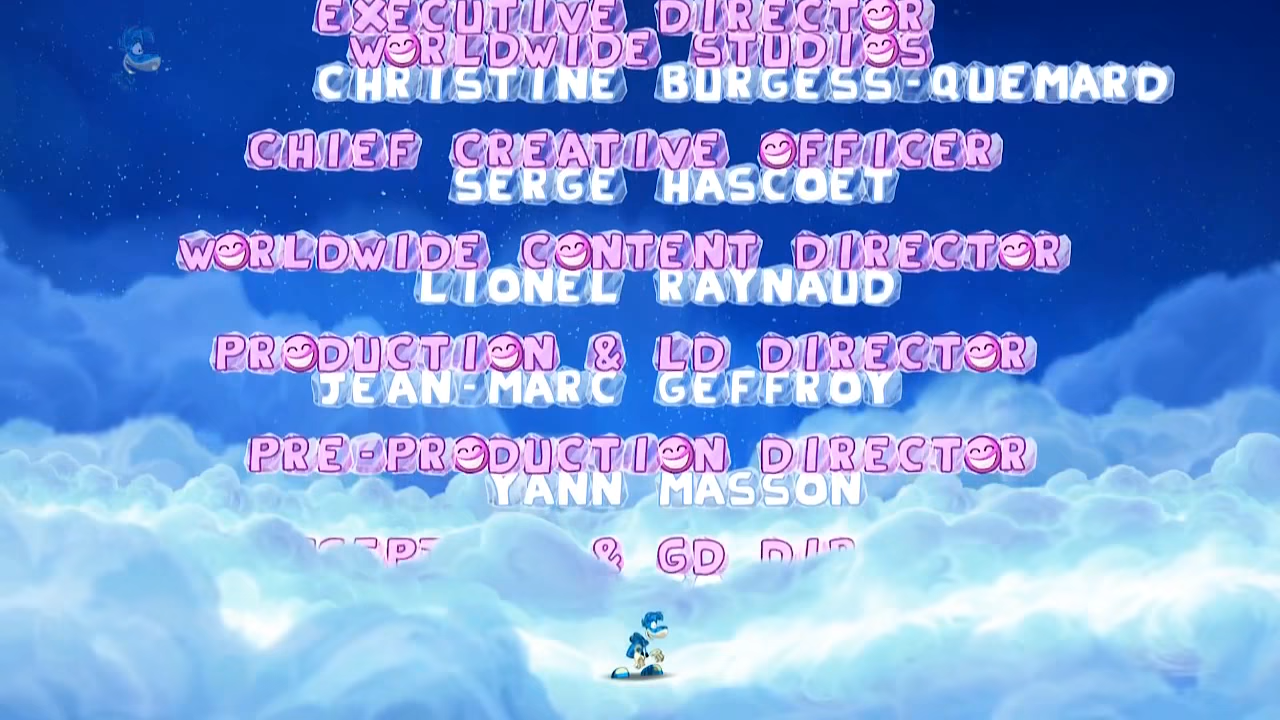 EXECUTIVE DIRECTOR
WORLDWIDE STUDIOS
CHRISTINE BURGESS-QUEMARD
CHIEF CREATIVE OFFICER
SERGE HASCOET
WORLDWIDE CONTENT DIRECTOR
LIONEL RAYNAUD
PRODUCTION & LD DIRECTOR
JEAN-MARC GEFFROY
PRE-PRODUCTION DIRECTOR
YANN MASSON
& GD